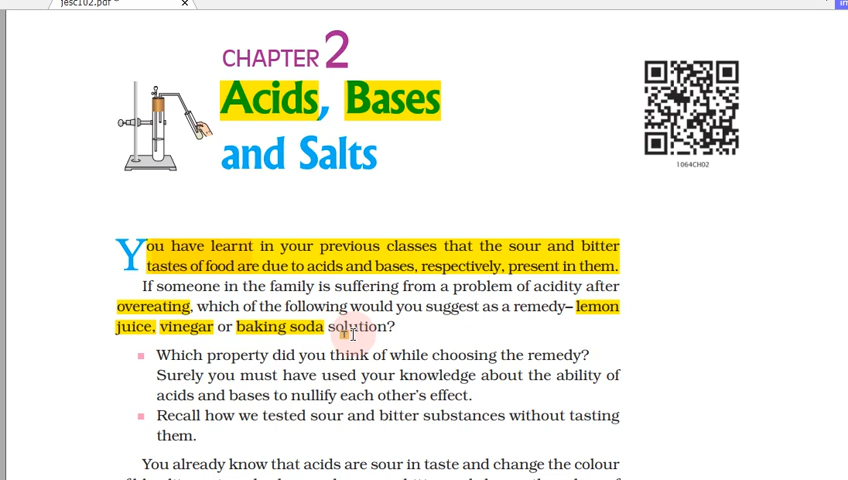 jesc102.pdf
CHAPTER 2
Acids, Bases
and Salts
1064CH02
You have learnt in your previous classes that the sour and bitter
tastes of food are due to acids and bases, respectively, present in them.
If someone in the family is suffering from a problem of acidity after
overeating, which of the following would you suggest as a remedy– lemon
juice, vinegar or baking soda solution?
Which property did you think of while choosing the remedy?
Surely you must have used your knowledge about the ability of
acids and bases to nullify each other's effect.
Recall how we tested sour and bitter substances without tasting
them.
You already know that acids are sour in taste and change the colour